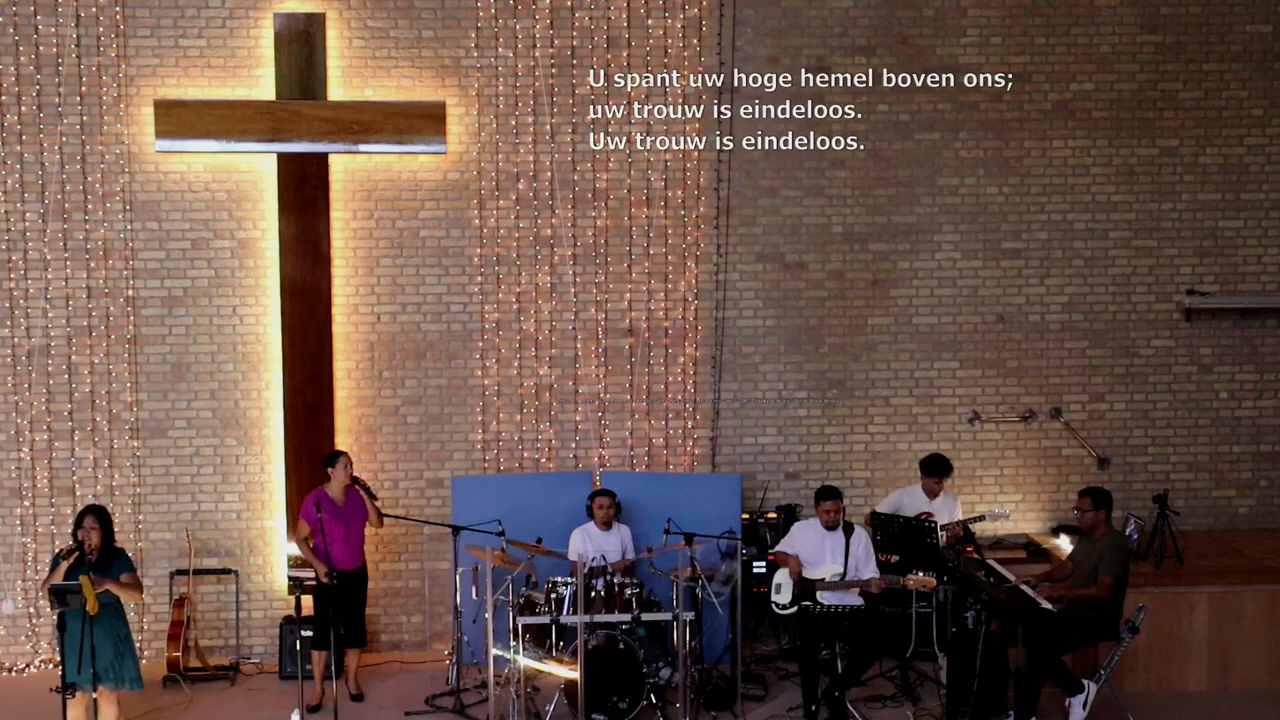 U spant uw hoge hemel boven ons;
uw trouw is eindeloos.
Uw trouw is eindeloos.